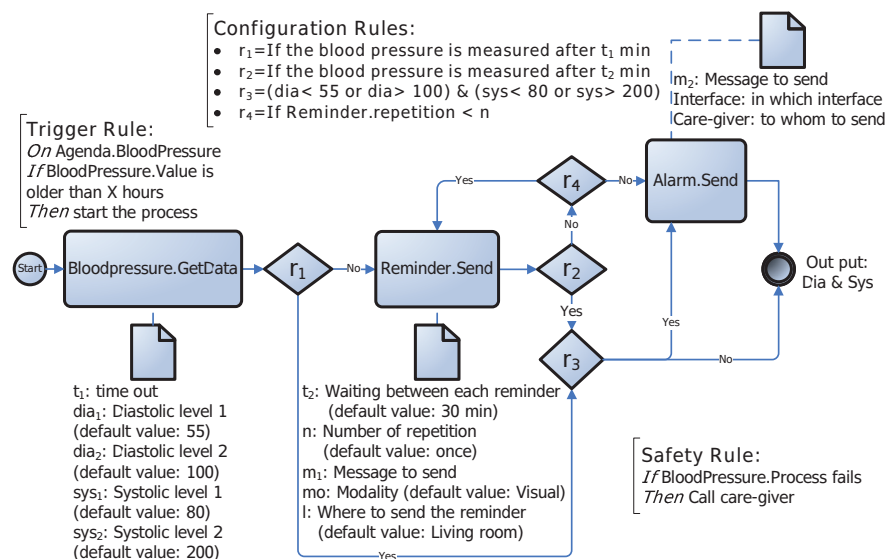 Configuration Rules:
• r₁=If the blood pressure is measured after t₁ min
• r₂=If the blood pressure is measured after t₂ min
• r₃=(dia< 55 or dia> 100) & (sys< 80 or sys> 200)
• r₄=If Reminder.repetition < n
m₂: Message to send
Interface: in which interface
Care-giver: to whom to send
Trigger Rule:
On Agenda.BloodPressure
If BloodPressure.Value is
older than X hours
Then start the process
Start
Bloodpressure.GetData
r₁
No
Reminder.Send
r₂
Yes
No
r₄
No
Alarm.Send
Yes
r₃
Yes
No
Out put:
Dia & Sys
t₁: time out
dia₁: Diastolic level 1
(default value: 55)
dia₂: Diastolic level 2
(default value: 100)
sys₁: Systolic level 1
(default value: 80)
sys₂: Systolic level 2
(default value: 200)
t₂: Waiting between each reminder
(default value: 30 min)
n: Number of repetition
(default value: once)
m₁: Message to send
mo: Modality (default value: Visual)
l: Where to send the reminder
(default value: Living room)
Yes
Safety Rule:
If BloodPressure.Process fails
Then Call care-giver